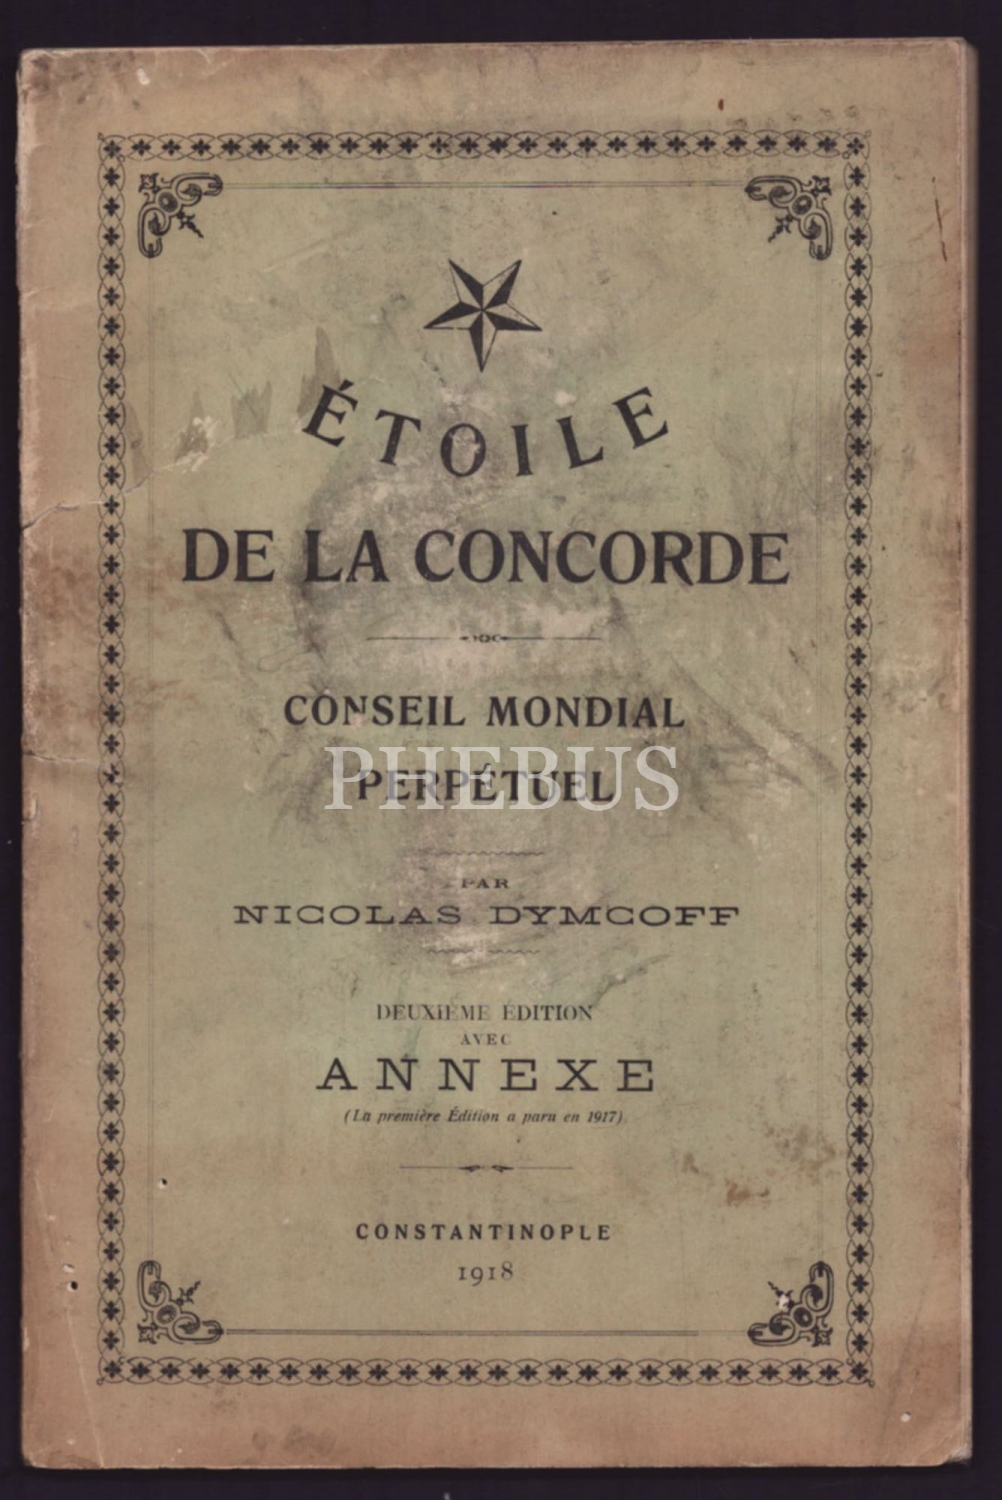 ÉTOILE
DE LA CONCORDE
CONSEIL MONDIAL
PERPÉTUEL
PHEBUS
PAR
NICOLAS DYMCOFF
DEUXIÉME ÉDITION
AVEC
ANNEXE
(La première Édition a paru en 1917)
CONSTANTINOPLE
1918